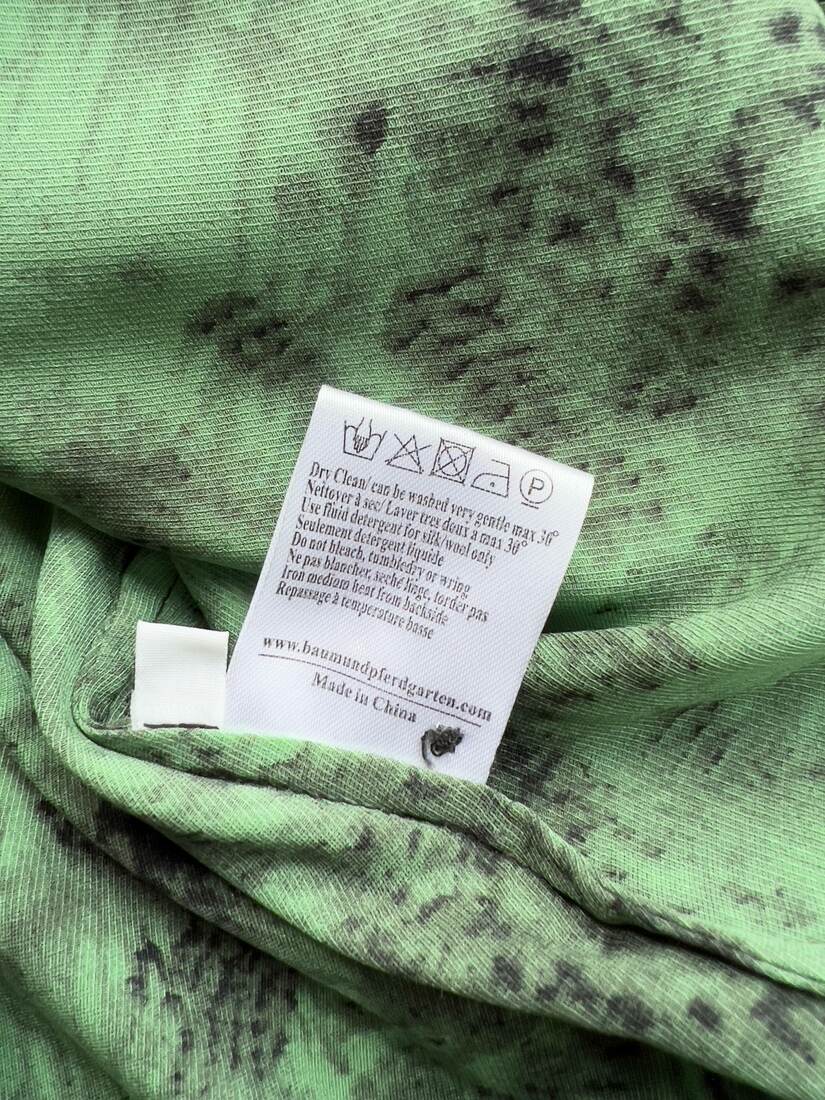 P
Dry Clean/ can be washed very gentle max 30°
Nettoyer à sec/ Laver tres doux a max 30°
Use fluid detergent for silk/wool only
Seulement detergent liquide
Do not bleach, tumbledry or wring
Ne pas blancher, seche linge, torder pas
Iron medium heat from backside
Repassage à temperature basse
www.baumundpferdgarten.com
Made in China